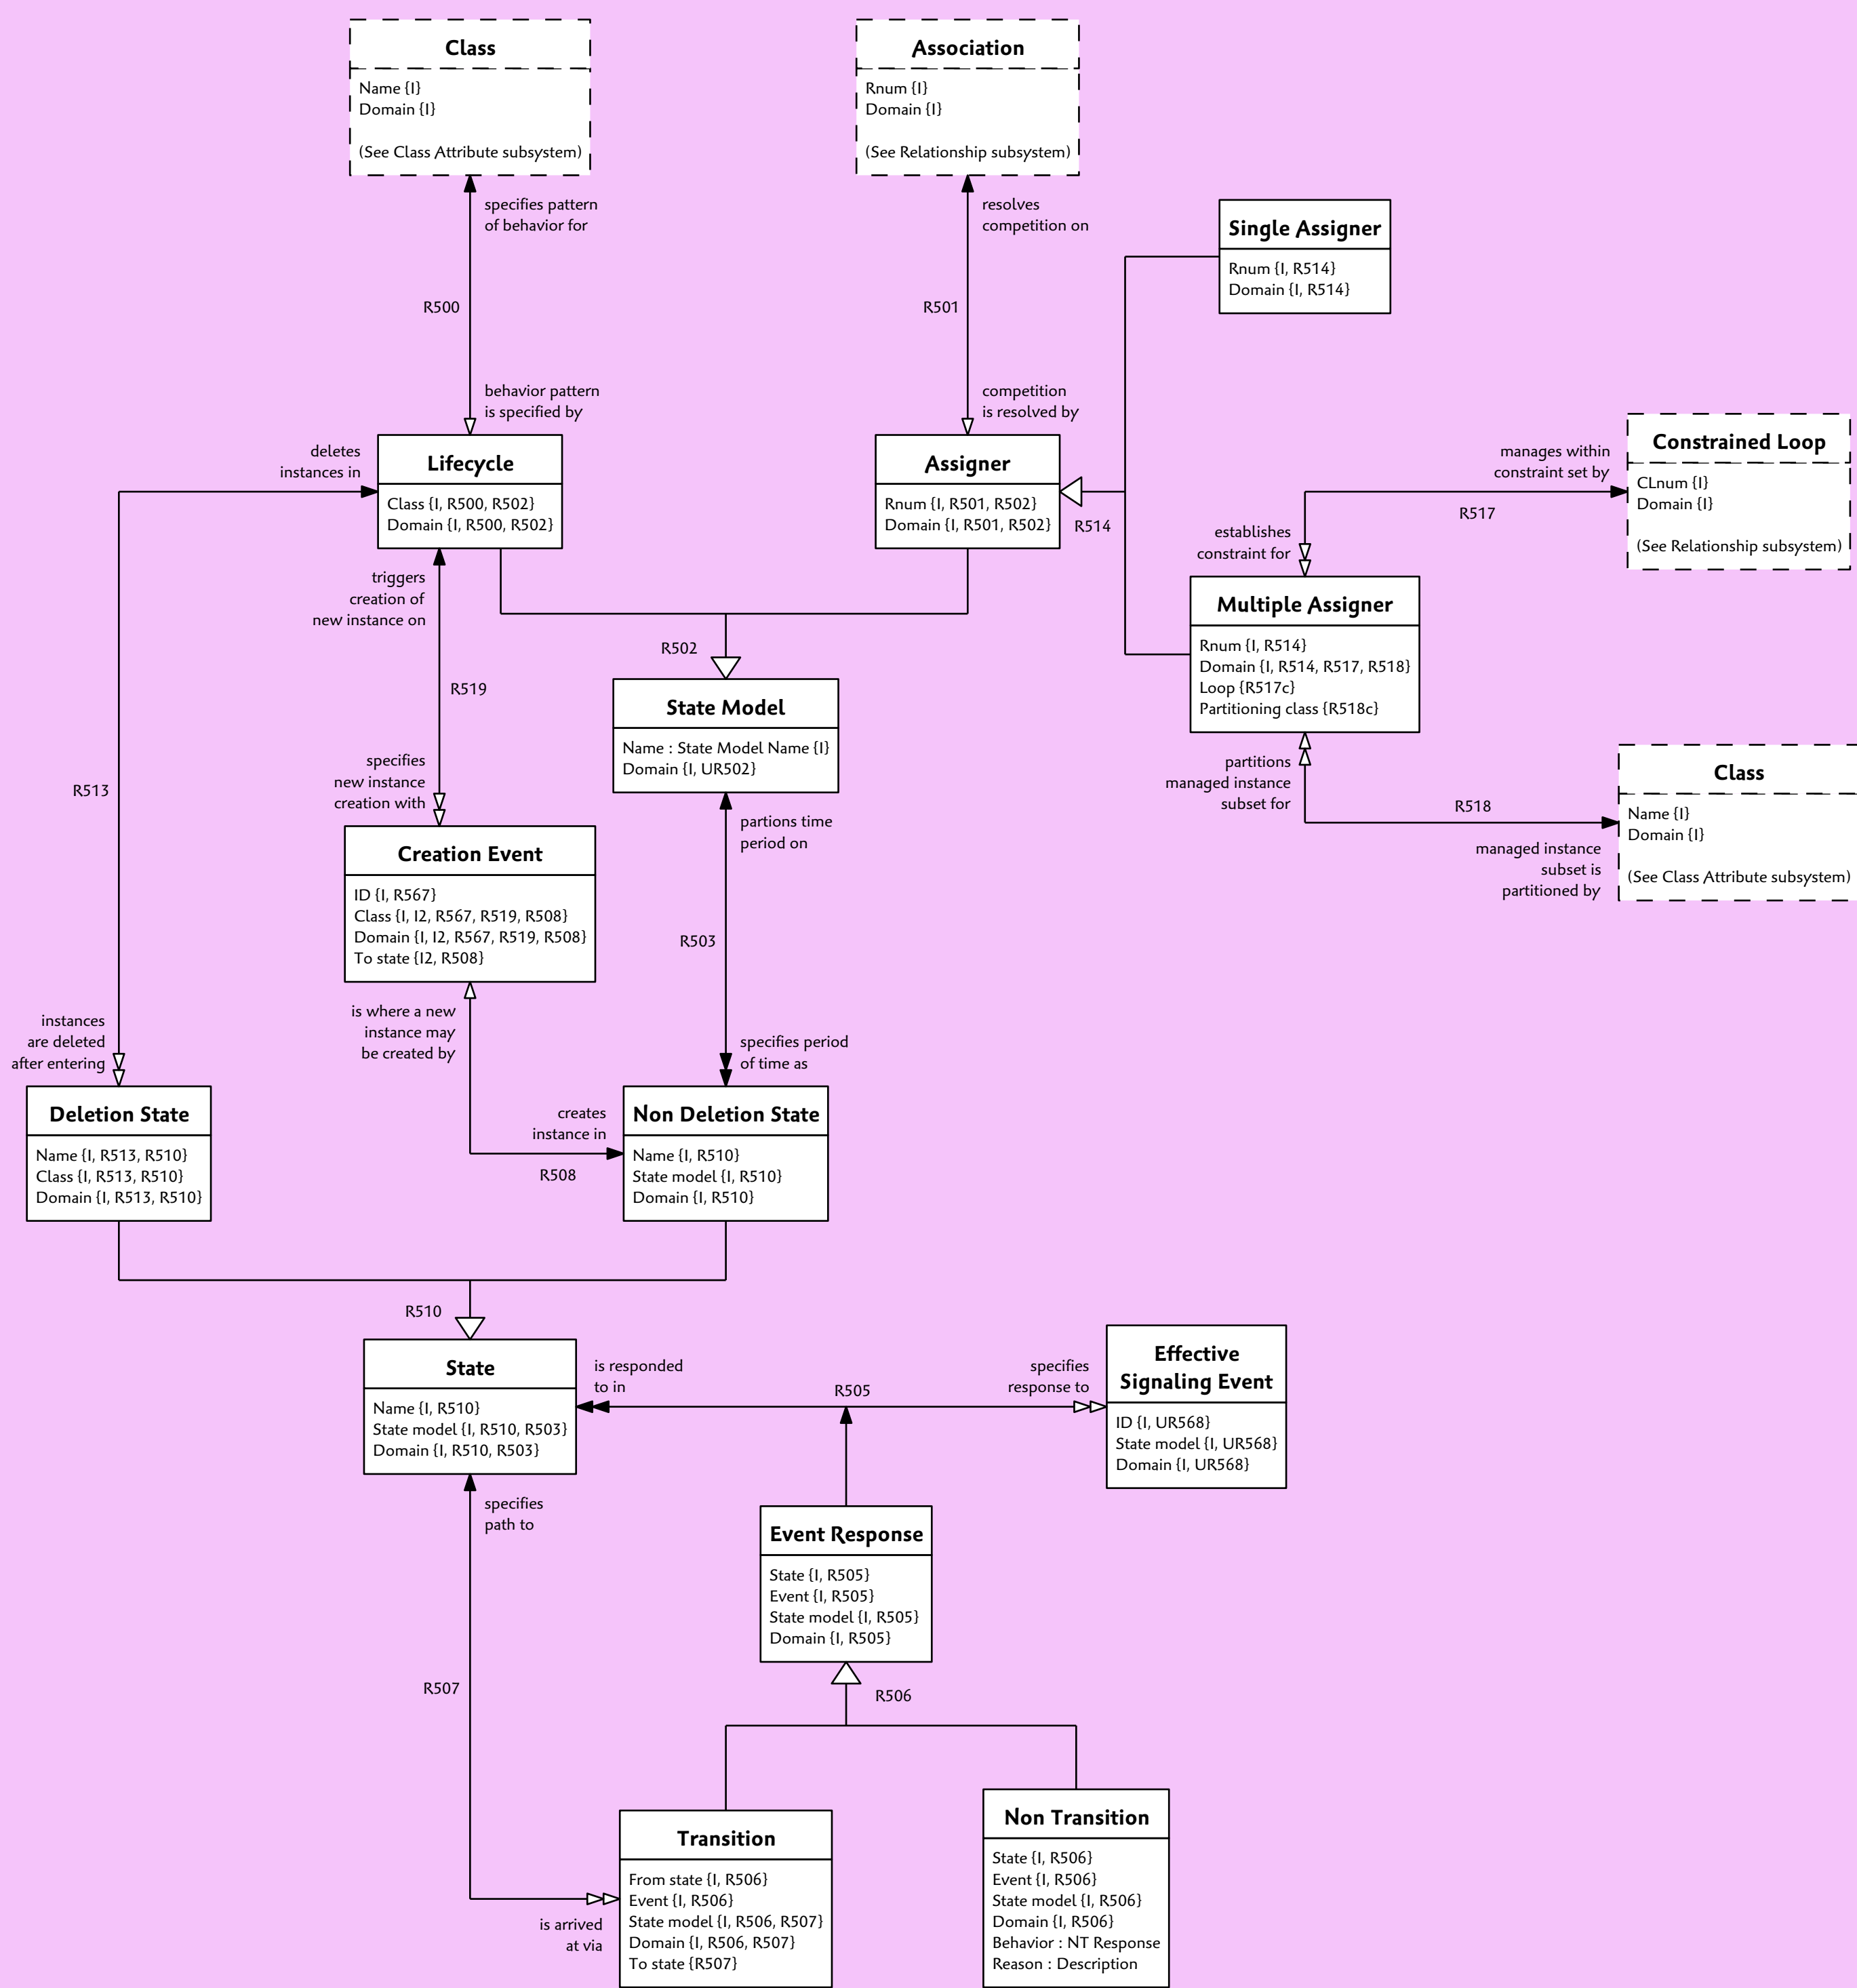 Class
Name {I}
Domain {I}
(See Class Attribute subsystem)
Association
Rnum {I}
Domain {I}
(See Relationship subsystem)
specifies pattern
of behavior for
R500
behavior pattern
is specified by
resolves
competition on
R501
competition
is resolved by
Single Assigner
Rnum {I, R514}
Domain {I, R514}
deletes
instances in
Lifecycle
Class {I, R500, R502}
Domain {I, R500, R502}
Assigner
Rnum {I, R501, R502}
Domain {I, R501, R502}
R514
manages within
constraint set by
R517
establishes
constraint for
Constrained Loop
CLnum {I}
Domain {I}
(See Relationship subsystem)
Multiple Assigner
Rnum {I, R514}
Domain {I, R514, R517, R518}
Loop {R517c}
Partitioning class {R518c}
triggers
creation of
new instance on
R519
specifies
new instance
creation with
R502
State Model
Name : State Model Name {I}
Domain {I, UR502}
partitions
managed instance
subset for
R518
managed instance
subset is
partitioned by
Class
Name {I}
Domain {I}
(See Class Attribute subsystem)
R513
Creation Event
ID {I, R567}
Class {I, I2, R567, R519, R508}
Domain {I, I2, R567, R519, R508}
To state {I2, R508}
partions time
period on
R503
specifies period
of time as
instances
are deleted
after entering
is where a new
instance may
be created by
creates
instance in
R508
Deletion State
Name {I, R513, R510}
Class {I, R513, R510}
Domain {I, R513, R510}
Non Deletion State
Name {I, R510}
State model {I, R510}
Domain {I, R510}
R510
State
Name {I, R510}
State model {I, R510, R503}
Domain {I, R510, R503}
is responded
to in
R505
specifies
response to
Effective
Signaling Event
ID {I, UR568}
State model {I, UR568}
Domain {I, UR568}
specifies
path to
Event Response
State {I, R505}
Event {I, R505}
State model {I, R505}
Domain {I, R505}
R507
R506
is arrived
at via
Transition
From state {I, R506}
Event {I, R506}
State model {I, R506, R507}
Domain {I, R506, R507}
To state {R507}
Non Transition
State {I, R506}
Event {I, R506}
State model {I, R506}
Domain {I, R506}
Behavior : NT Response
Reason : Description